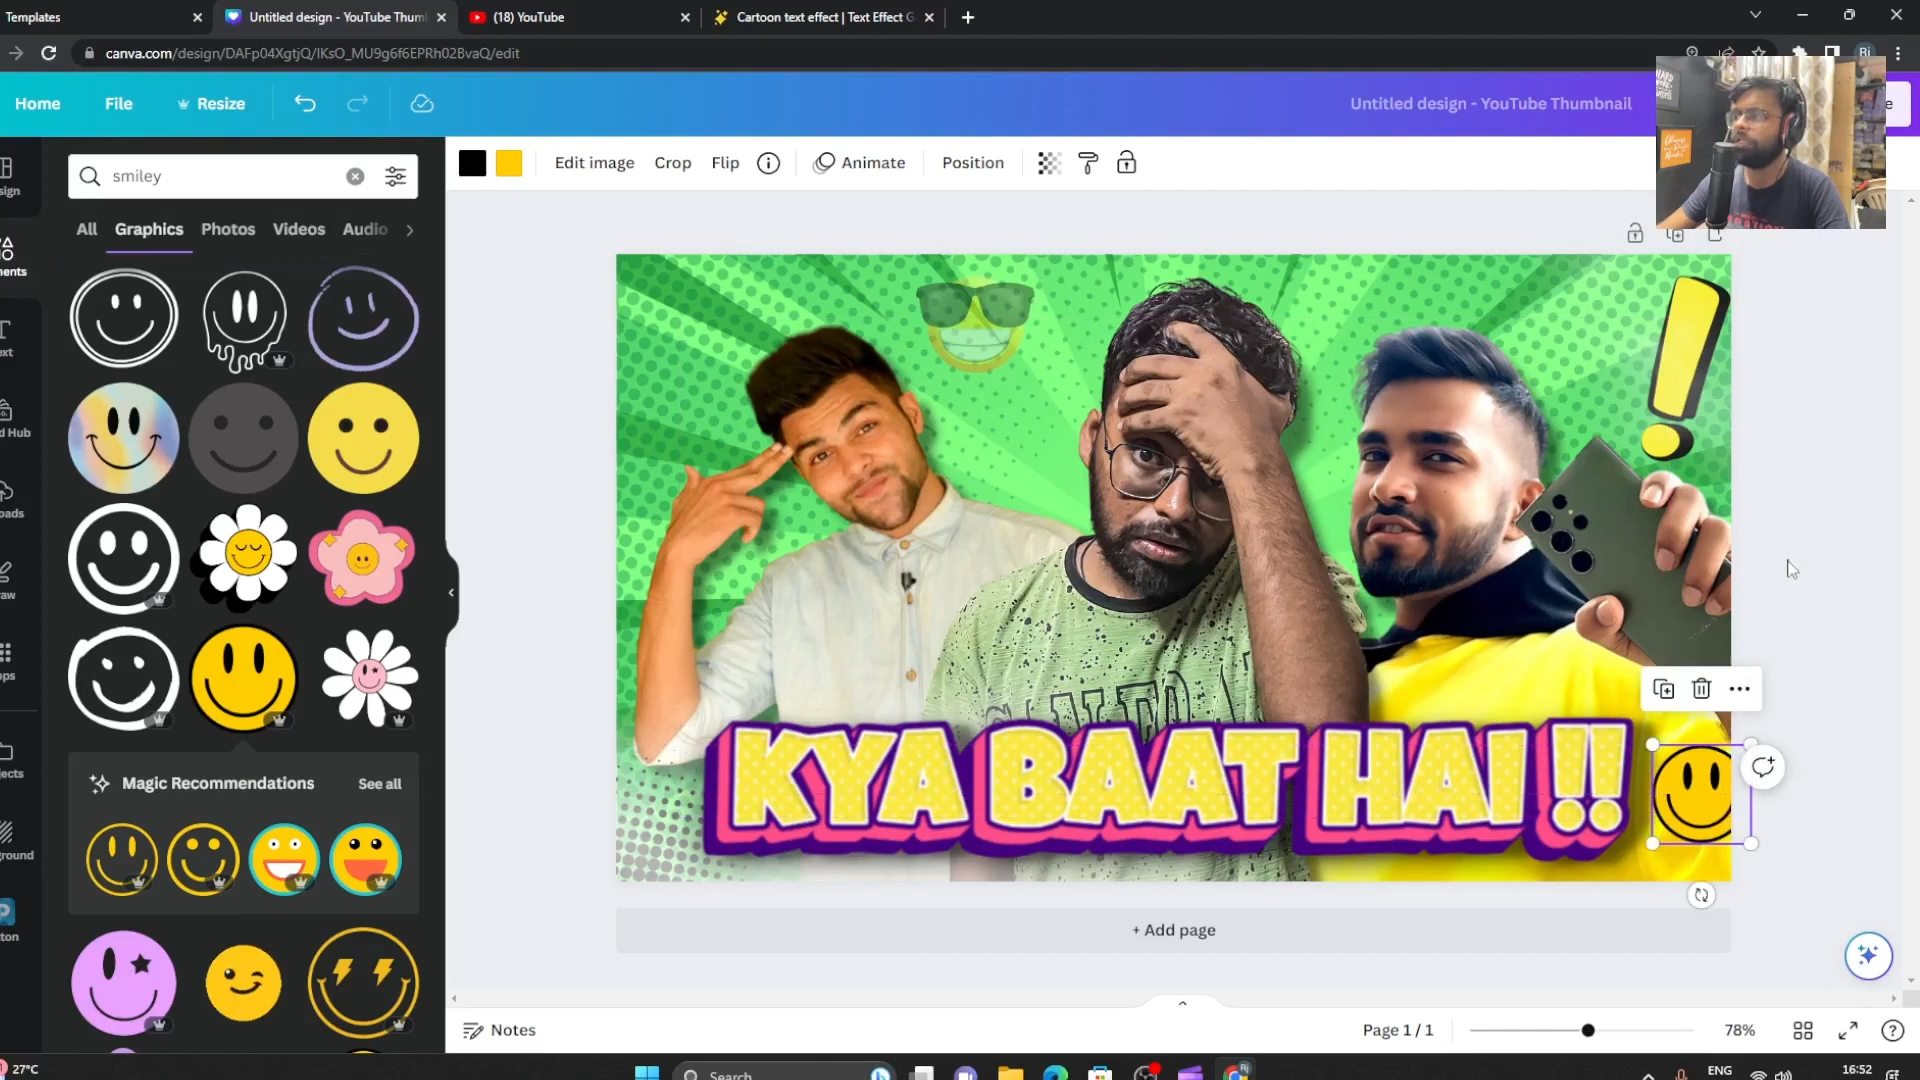 Templates
Untitled design - YouTube Thumb
(18) YouTube
Cartoon text effect | Text Effect G
canva.com/design/DAFp04XgtjQ/IKsO_MU9g6f6EPRh02BvaQ/edit
Home
File
Resize
Untitled design - YouTube Thumbnail
smiley
Edit image
Crop
Flip
Animate
Position
All
Graphics
Photos
Videos
Audio
KYA BAAT HAI !!
Magic Recommendations
See all
+ Add page
Notes
Page 1 / 1
78%
27°C
Search
ENG
16:52